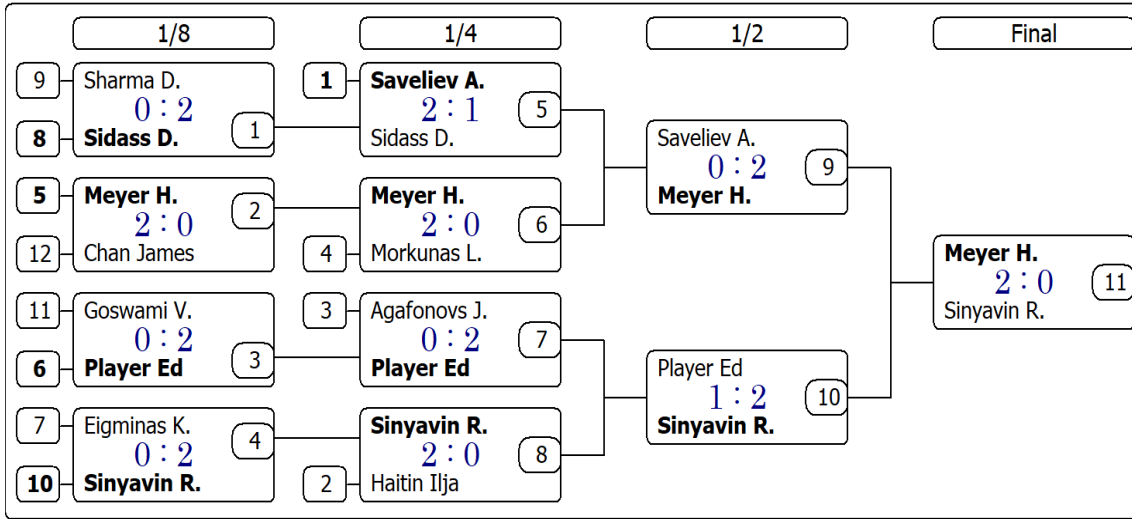 1/8
1/4
1/2
Final
9
Sharma D.
0 : 2
8
Sidass D.
1
5
Meyer H.
2 : 0
12
Chan James
2
11
Goswami V.
0 : 2
6
Player Ed
3
7
Eigminas K.
0 : 2
10
Sinyavin R.
4
1
Saveliev A.
2 : 1
Sidass D.
5
Meyer H.
2 : 0
4
Morkunas L.
6
3
Agafonovs J.
0 : 2
Player Ed
7
Sinyavin R.
2 : 0
2
Haitin Ilja
8
Saveliev A.
0 : 2
Meyer H.
9
Player Ed
1 : 2
Sinyavin R.
10
Meyer H.
2 : 0
Sinyavin R.
11